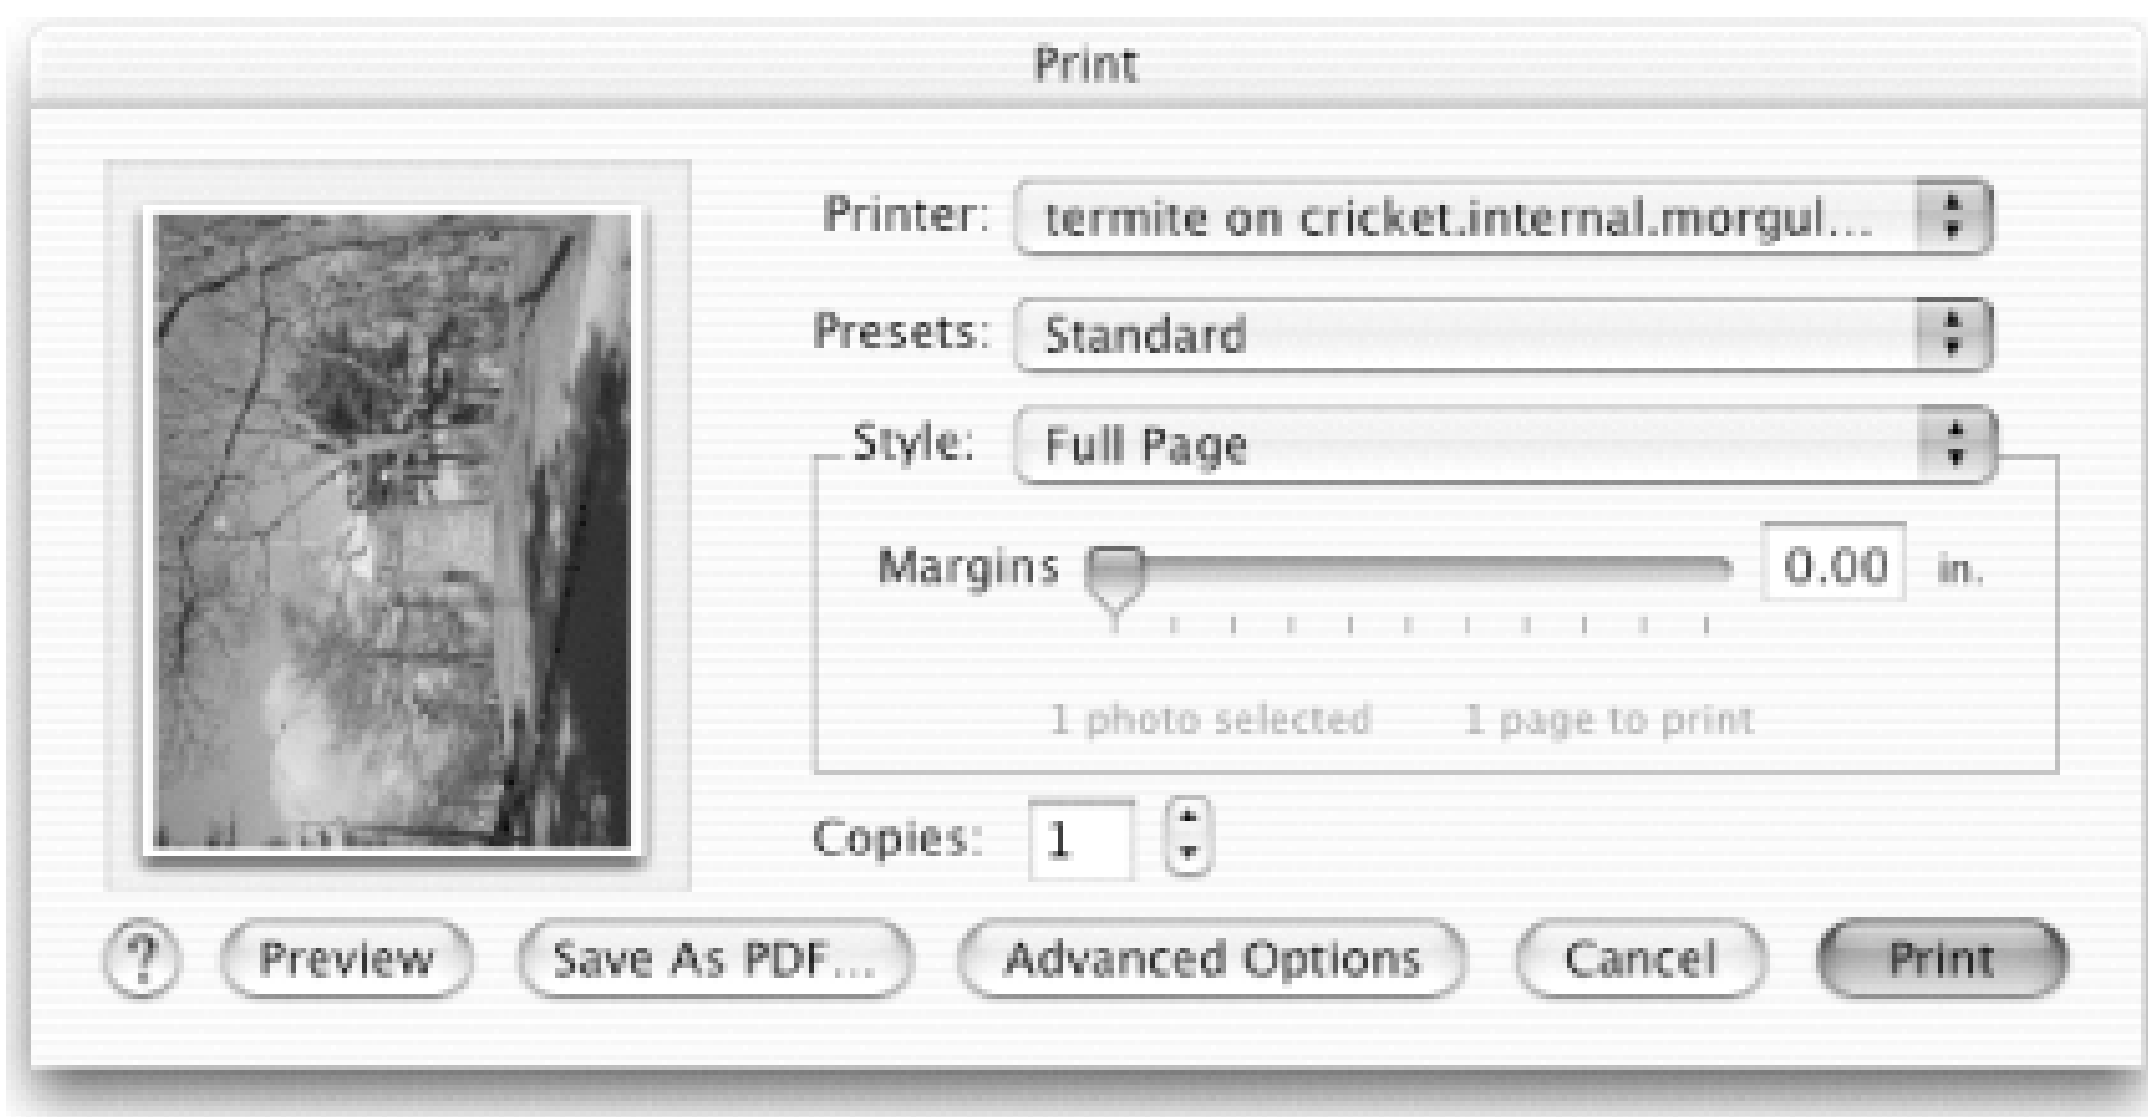 Print
Printer: termite on cricket.internal.morgul...
Presets: Standard
Style: Full Page
Margins 0.00 in.
1 photo selected 1 page to print
Copies: 1
? Preview Save As PDF... Advanced Options Cancel Print